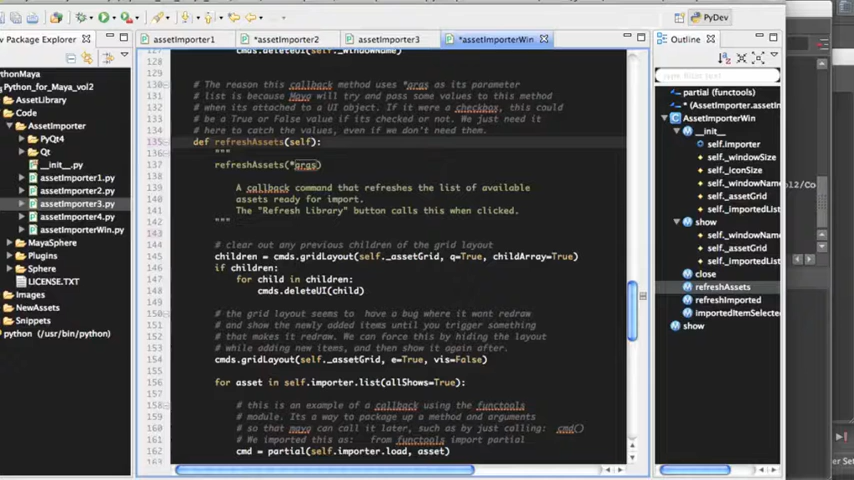 PyDev
assetImporter1
*assetImporter2
assetImporter3
*assetImporterWin
Package Explorer
Outline
127 cmds.deleteUI(self._windowName)
128
129
130 # The reason this callback method uses *args as its parameter
131 # list is because Maya will try and pass some values to this method
132 # when its attached to a UI object. If it were a checkbox, this could
133 # be a True or False value if its checked or not. We just need it
134 # here to catch the values, even if we don't need them.
135 def refreshAssets(self):
136 """
137 refreshAssets(*args)
138
139 A callback command that refreshes the list of available
140 assets ready for import.
141 The "Refresh Library" button calls this when clicked.
142 """
143
144 # clear out any previous children of the grid layout
145 children = cmds.gridLayout(self._assetGrid, q=True, childArray=True)
146 if children:
147 for child in children:
148 cmds.deleteUI(child)
149
150 # the grid layout seems to have a bug where it wont redraw
151 # and show the newly added items until you trigger something
152 # that makes it redraw. We can force this by hiding the layout
153 # while adding new items, and then show it again after.
154 cmds.gridLayout(self._assetGrid, e=True, vis=False)
155
156 for asset in self.importer.list(allShows=True):
157
158 # this is an example of a callback using the functools
159 # module. Its a way to package up a method and arguments
160 # so that maya can call it later, such as by just calling: cmd()
161 # We imported this as: from functools import partial
162 cmd = partial(self.importer.load, asset)
163
ythonMaya
Python_for_Maya_vol2
AssetLibrary
Code
AssetImporter
PyQt4
Qt
__init__.py
assetImporter1.py
assetImporter2.py
assetImporter3.py
assetImporter4.py
assetImporterWin.py
MayaSphere
Plugins
Sphere
LICENSE.TXT
Images
NewAssets
Snippets
python (/usr/bin/python)
partial (functools)
* (AssetImporter.asset
AssetImporterWin
__init__
self.importer
self._windowSize
self._iconSize
self._windowName
self._assetGrid
self._importedList
show
self._windowName
self._assetGrid
self._importedList
close
refreshAssets
refreshImported
importedItemSelecte
show